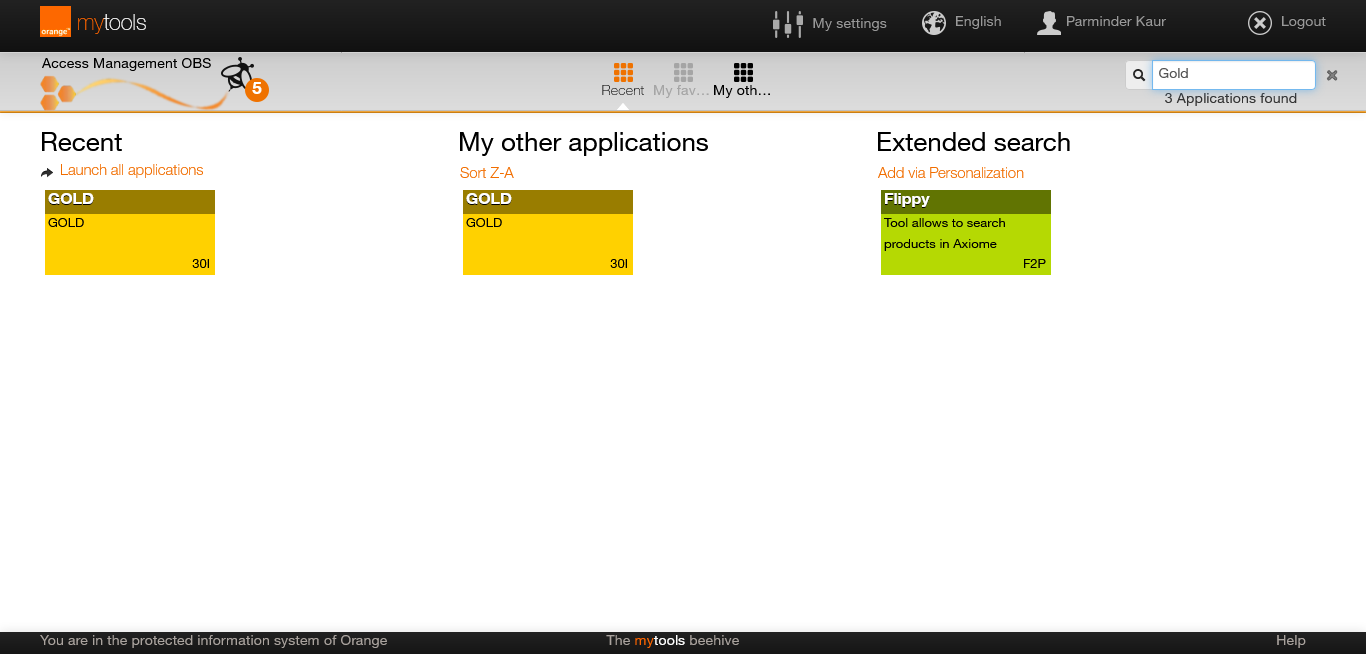 orange™ mytools
My settings
English
Parminder Kaur
Logout
Access Management OBS
5
Recent
My fav…
My oth…
Gold
3 Applications found
Recent
Launch all applications
GOLD
GOLD
30I
My other applications
Sort Z-A
GOLD
GOLD
30I
Extended search
Add via Personalization
Flippy
Tool allows to search
products in Axiome
F2P
You are in the protected information system of Orange
The mytools beehive
Help